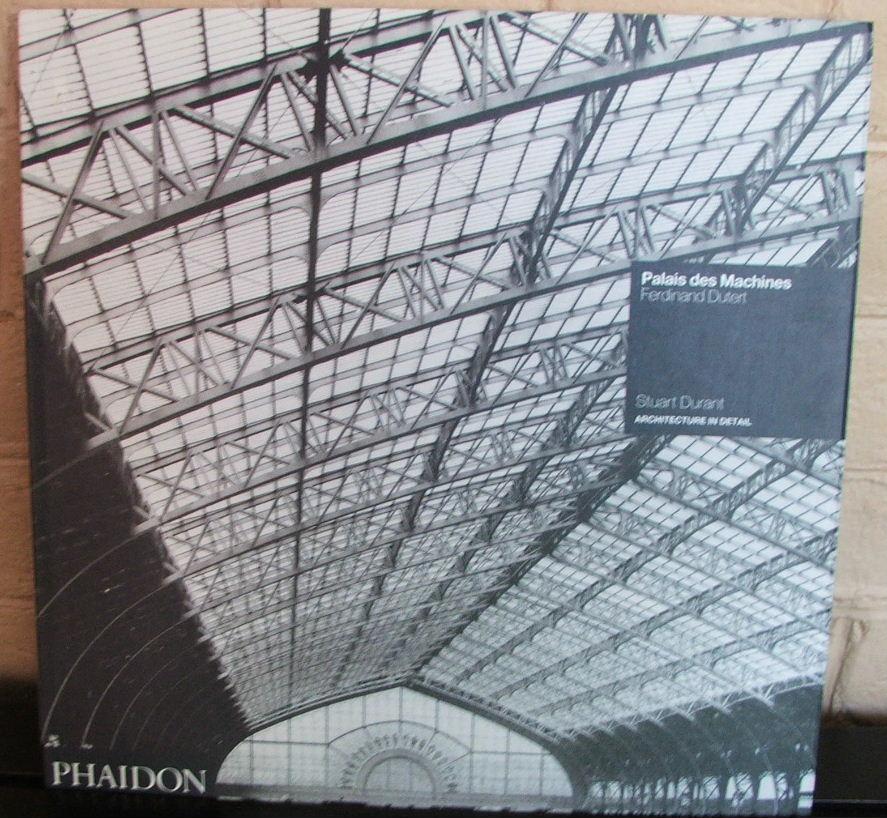 Palais des Machines
Ferdinand Dutert
Stuart Durant
ARCHITECTURE IN DETAIL
PHAIDON